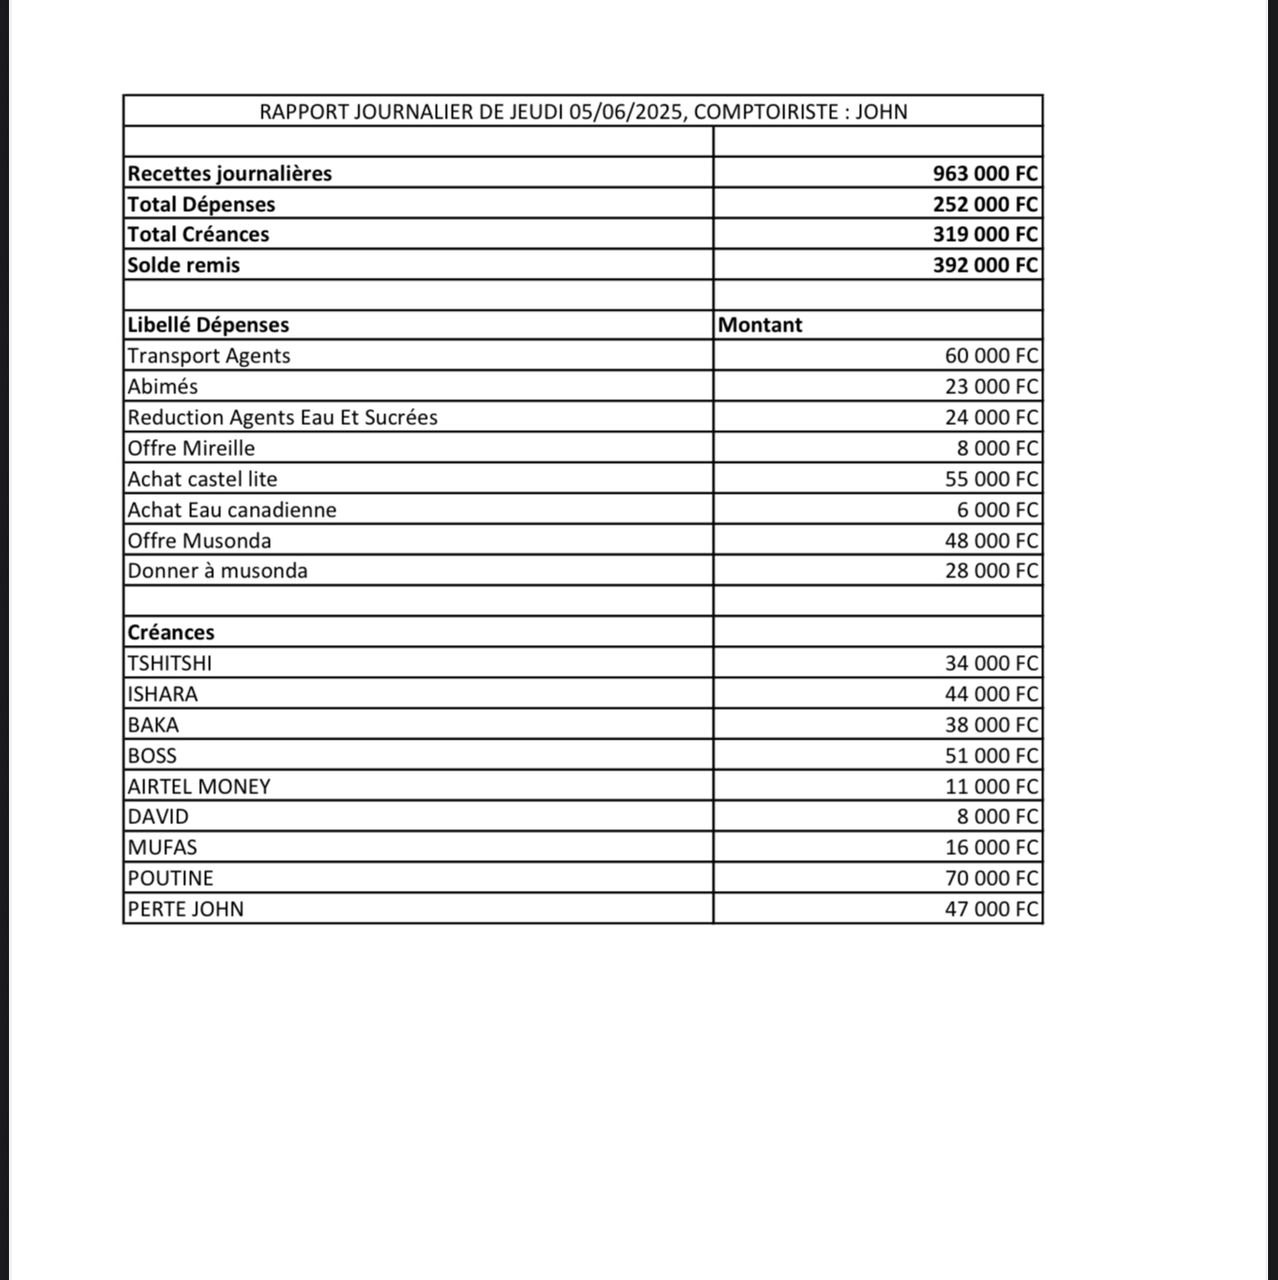 RAPPORT JOURNALIER DE JEUDI 05/06/2025, COMPTOIRISTE : JOHN
Recettes journalières 963 000 FC
Total Dépenses 252 000 FC
Total Créances 319 000 FC
Solde remis 392 000 FC
Libellé Dépenses Montant
Transport Agents 60 000 FC
Abimés 23 000 FC
Reduction Agents Eau Et Sucrées 24 000 FC
Offre Mireille 8 000 FC
Achat castel lite 55 000 FC
Achat Eau canadienne 6 000 FC
Offre Musonda 48 000 FC
Donner à musonda 28 000 FC
Créances
TSHITSHI 34 000 FC
ISHARA 44 000 FC
BAKA 38 000 FC
BOSS 51 000 FC
AIRTEL MONEY 11 000 FC
DAVID 8 000 FC
MUFAS 16 000 FC
POUTINE 70 000 FC
PERTE JOHN 47 000 FC